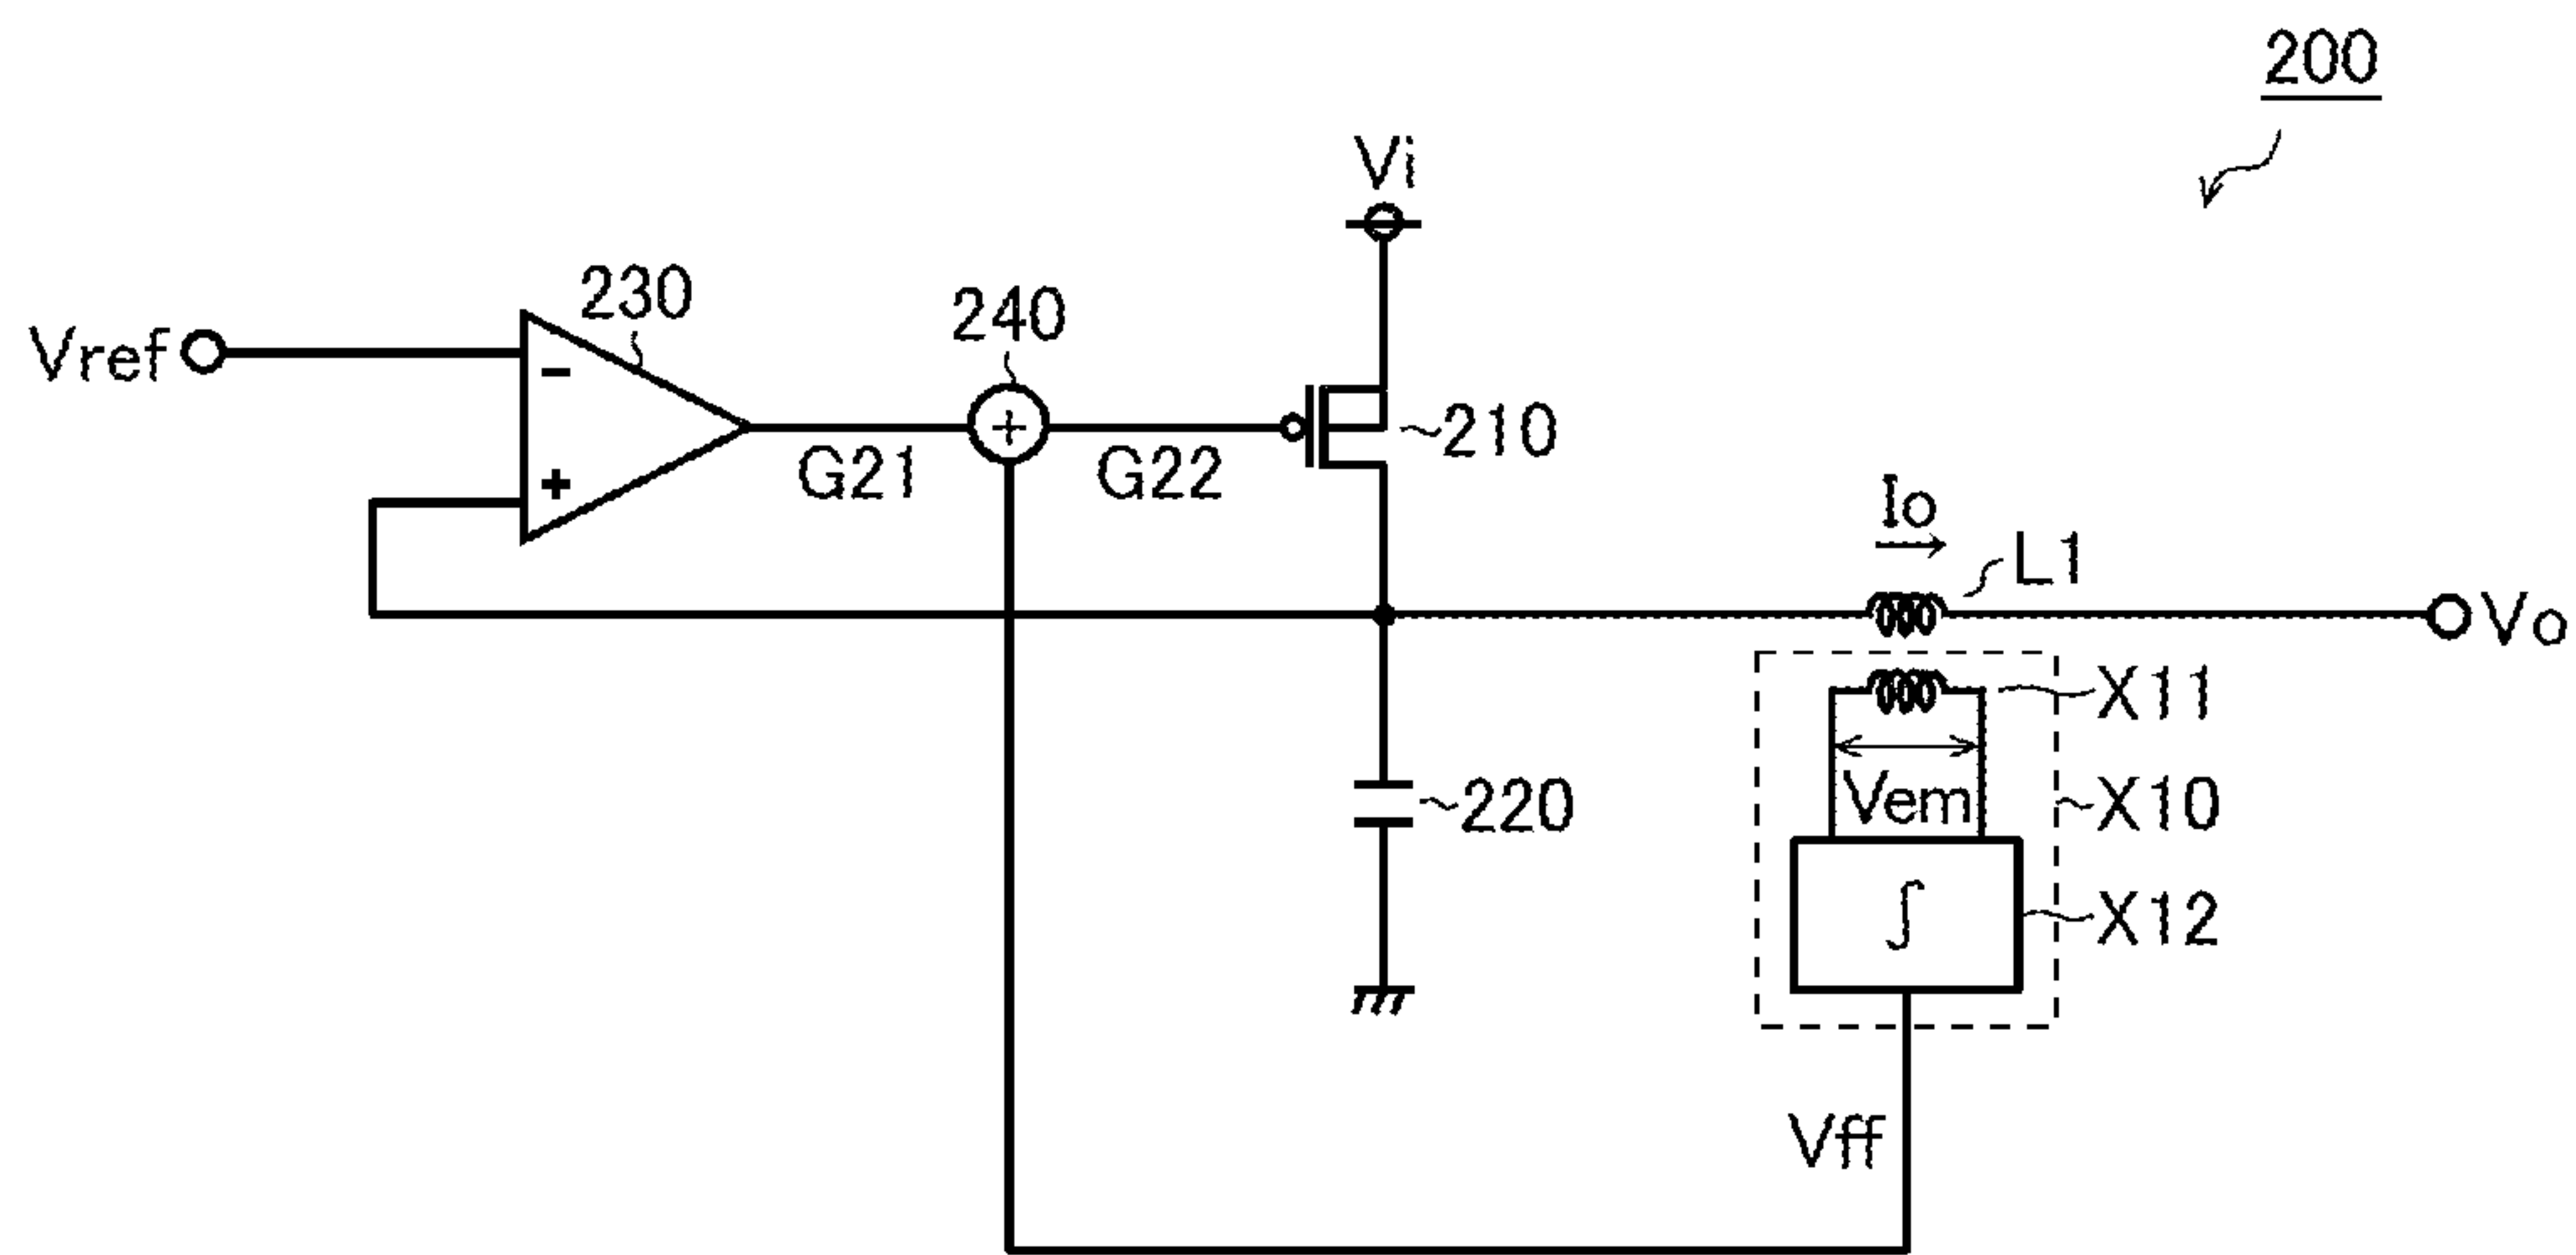 200
Vi
230
240
Vref
-
+
210
G21
G22
+
Io
L1
Vo
X11
Vem
220
X10
∫
X12
Vff